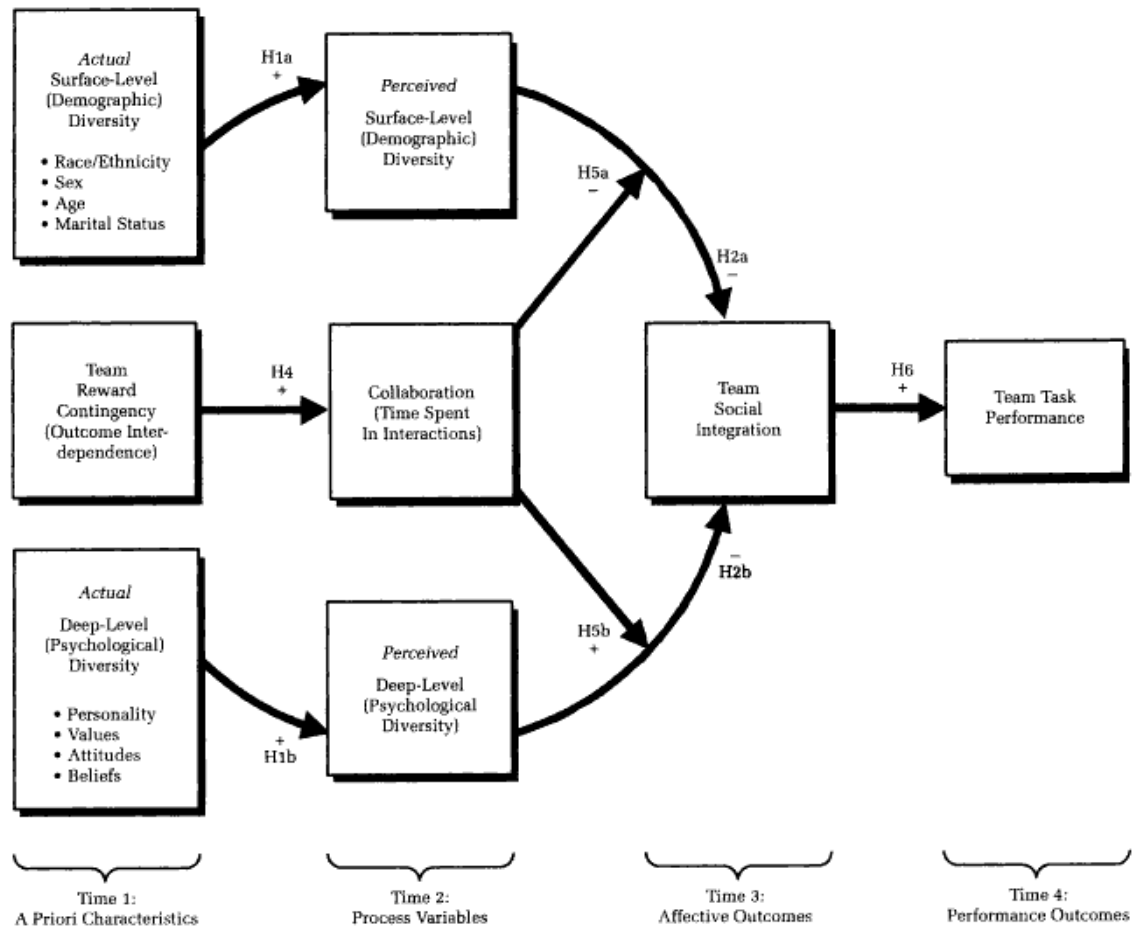 Actual
Surface-Level
(Demographic)
Diversity
• Race/Ethnicity
• Sex
• Age
• Marital Status
H1a
+
Perceived
Surface-Level
(Demographic)
Diversity
H5a
–
H2a
–
Team
Reward
Contingency
(Outcome Inter-
dependence)
H4
+
Collaboration
(Time Spent
In Interactions)
Team
Social
Integration
H6
+
Team Task
Performance
Actual
Deep-Level
(Psychological)
Diversity
• Personality
• Values
• Attitudes
• Beliefs
+
H1b
Perceived
Deep-Level
(Psychological
Diversity)
H5b
+
–
H2b
Time 1:
A Priori Characteristics
Time 2:
Process Variables
Time 3:
Affective Outcomes
Time 4:
Performance Outcomes